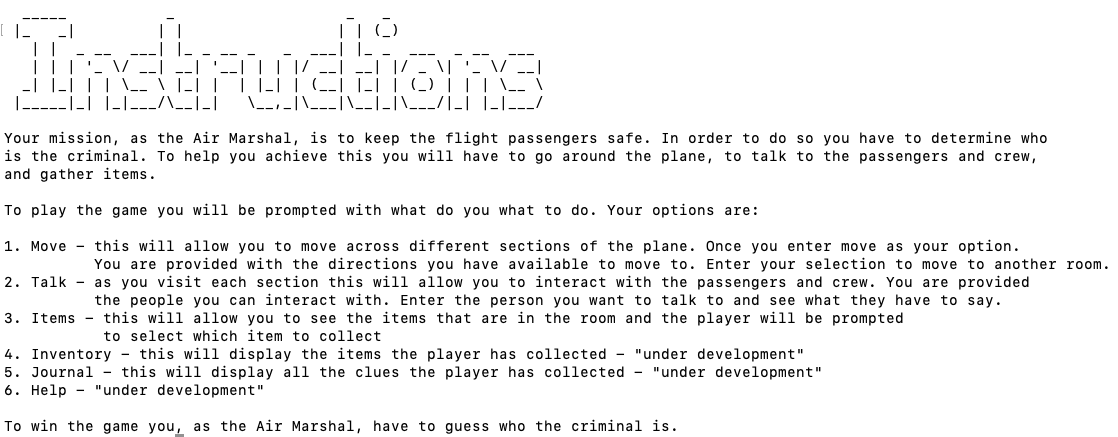 Instructions
Your mission, as the Air Marshal, is to keep the flight passengers safe. In order to do so you have to determine who
is the criminal. To help you achieve this you will have to go around the plane, to talk to the passengers and crew,
and gather items.
To play the game you will be prompted with what do you what to do. Your options are:
1. Move – this will allow you to move across different sections of the plane. Once you enter move as your option.
You are provided with the directions you have available to move to. Enter your selection to move to another room.
2. Talk – as you visit each section this will allow you to interact with the passengers and crew. You are provided
the people you can interact with. Enter the person you want to talk to and see what they have to say.
3. Items – this will allow you to see the items that are in the room and the player will be prompted
to select which item to collect
4. Inventory – this will display the items the player has collected – "under development"
5. Journal – this will display all the clues the player has collected – "under development"
6. Help – "under development"
To win the game you, as the Air Marshal, have to guess who the criminal is.